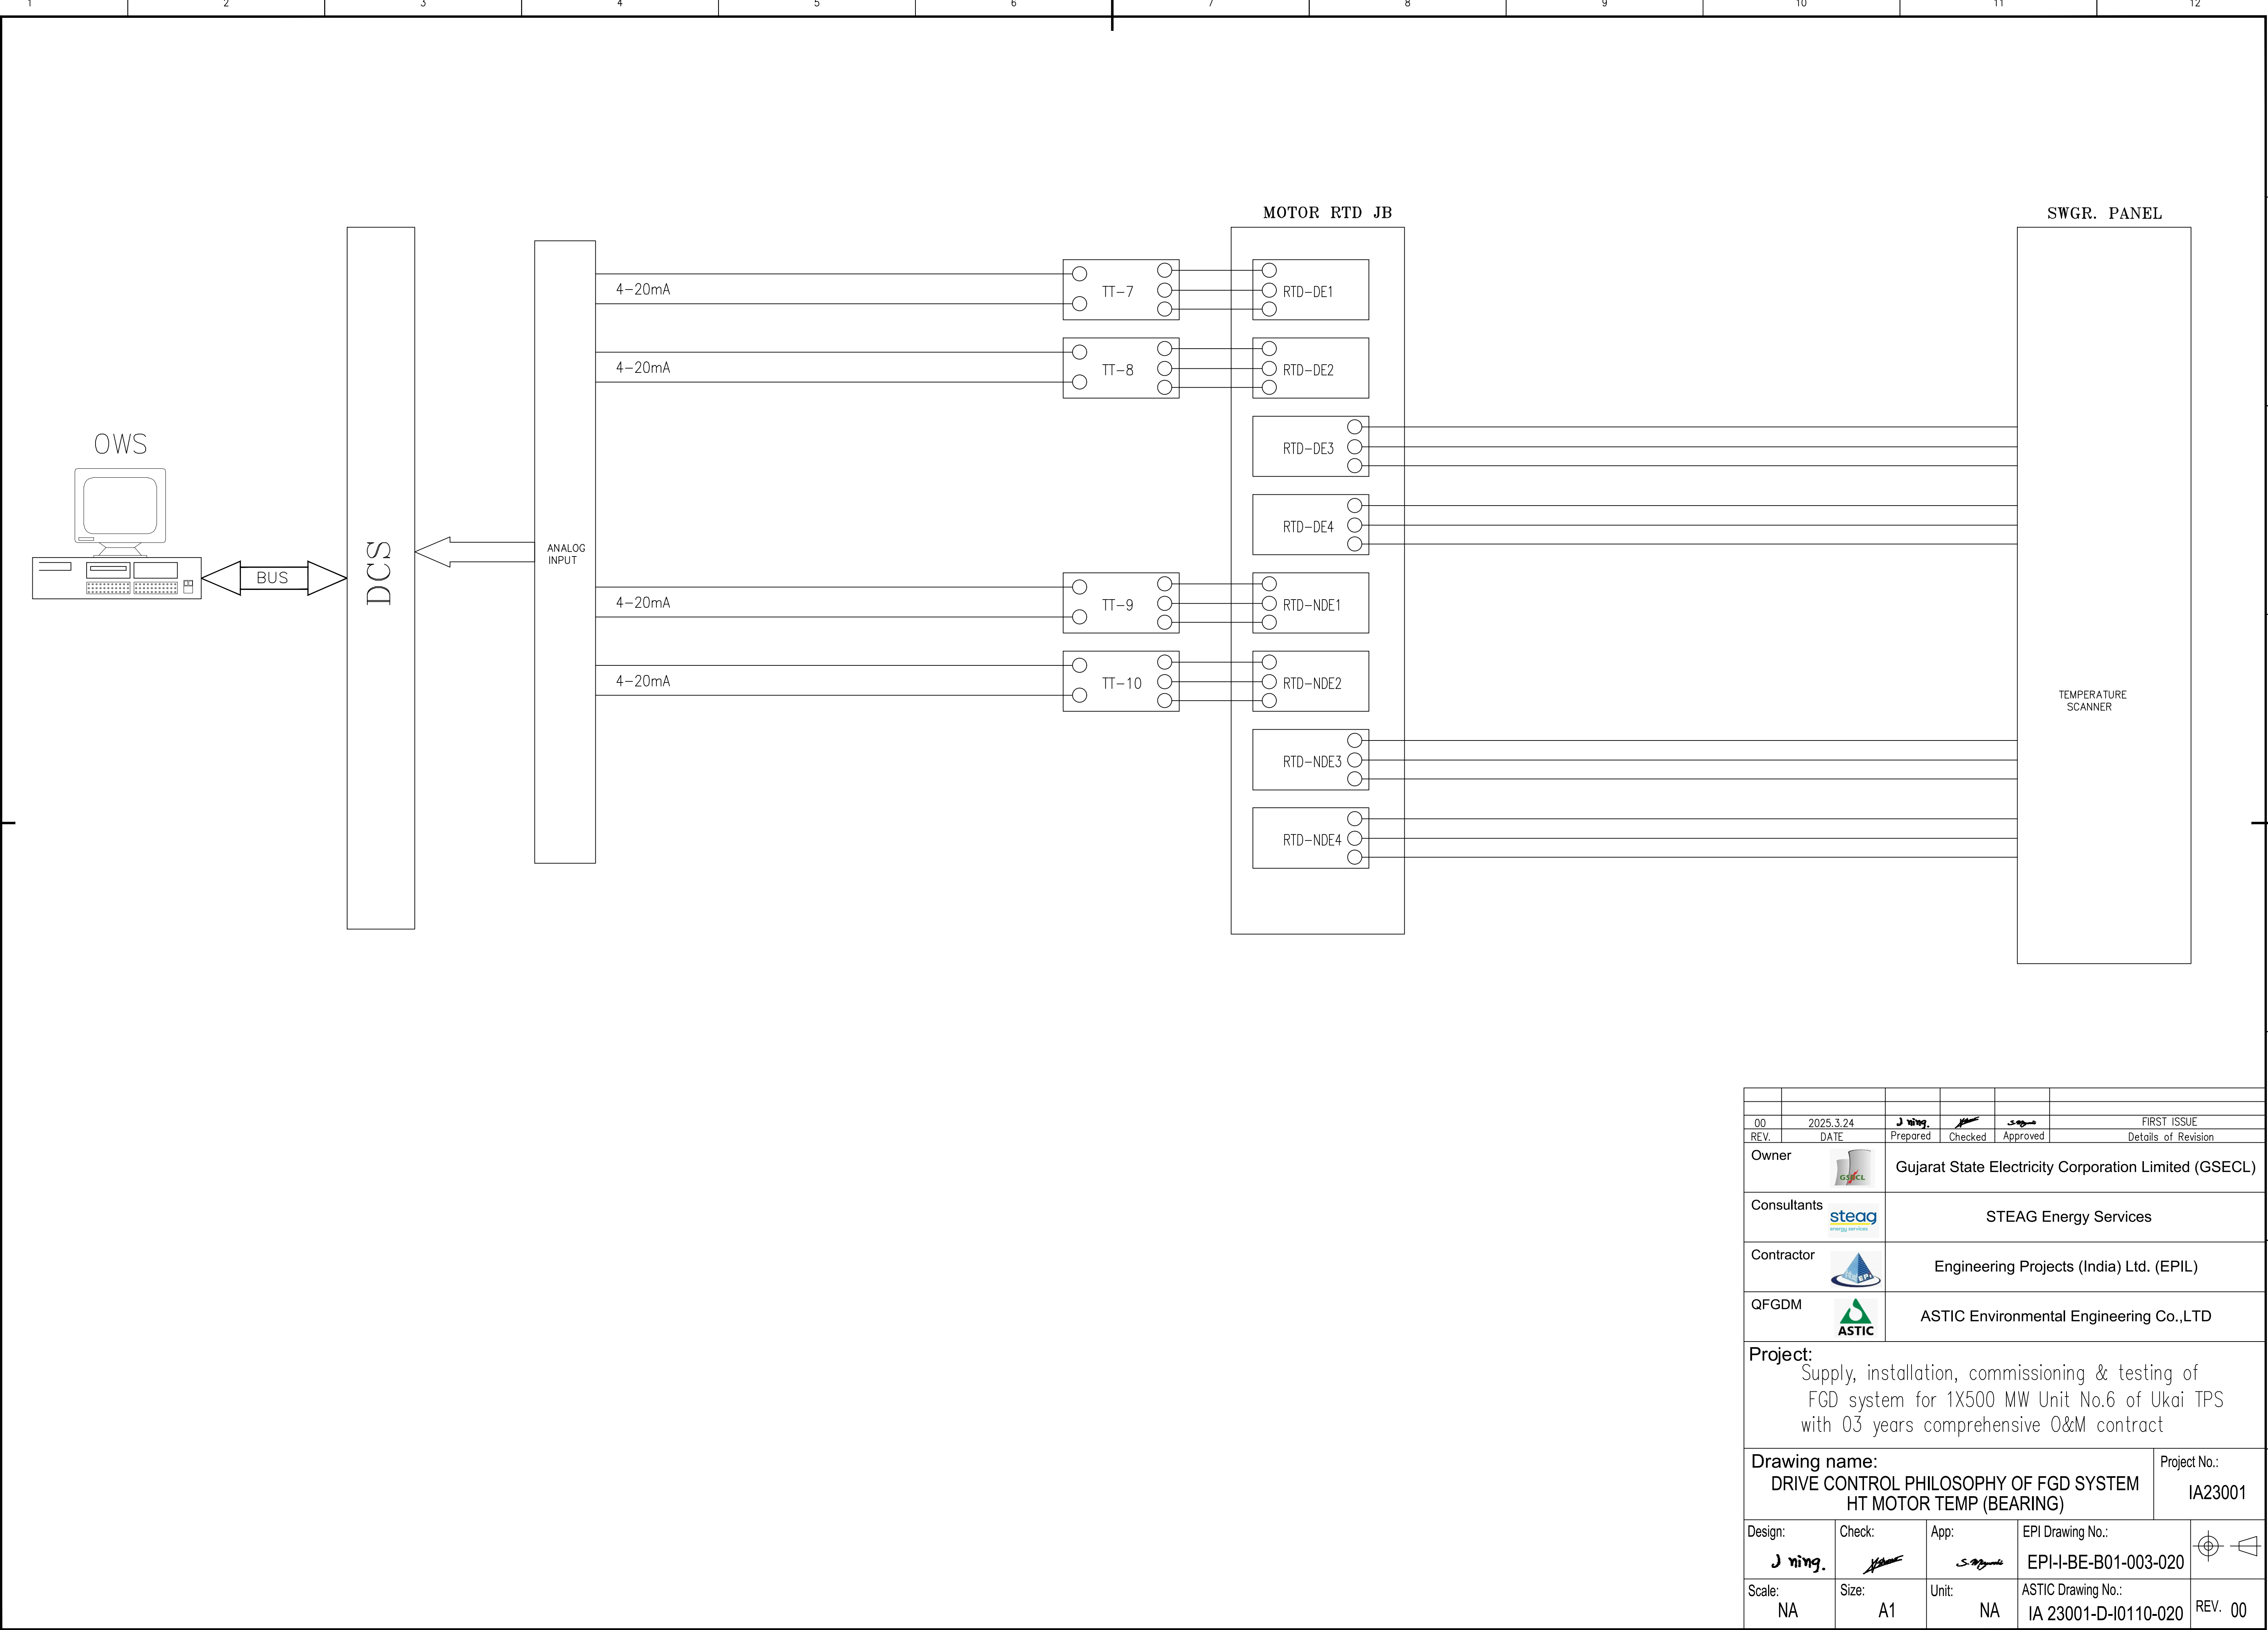 1 2 3 4 5 6 7 8 9 10 11 12
MOTOR RTD JB
SWGR. PANEL
4-20mA
TT-7
RTD-DE1
4-20mA
TT-8
RTD-DE2
OWS
RTD-DE3
RTD-DE4
BUS
DCS
ANALOG
INPUT
4-20mA
TT-9
RTD-NDE1
4-20mA
TT-10
RTD-NDE2
TEMPERATURE
SCANNER
RTD-NDE3
RTD-NDE4
00 2025.3.24 J ning. FIRST ISSUE
REV. DATE Prepared Checked Approved Details of Revision
Owner GSECL Gujarat State Electricity Corporation Limited (GSECL)
Consultants steag energy services STEAG Energy Services
Contractor EPI Engineering Projects (India) Ltd. (EPIL)
QFGDM ASTIC ASTIC Environmental Engineering Co.,LTD
Project:
Supply, installation, commissioning & testing of
FGD system for 1X500 MW Unit No.6 of Ukai TPS
with 03 years comprehensive O&M contract
Drawing name:
DRIVE CONTROL PHILOSOPHY OF FGD SYSTEM
HT MOTOR TEMP (BEARING)
Project No.:
IA23001
Design: Check: App: EPI Drawing No.:
J ning. EPI-I-BE-B01-003-020
Scale: Size: Unit: ASTIC Drawing No.:
NA A1 NA IA 23001-D-I0110-020 REV. 00